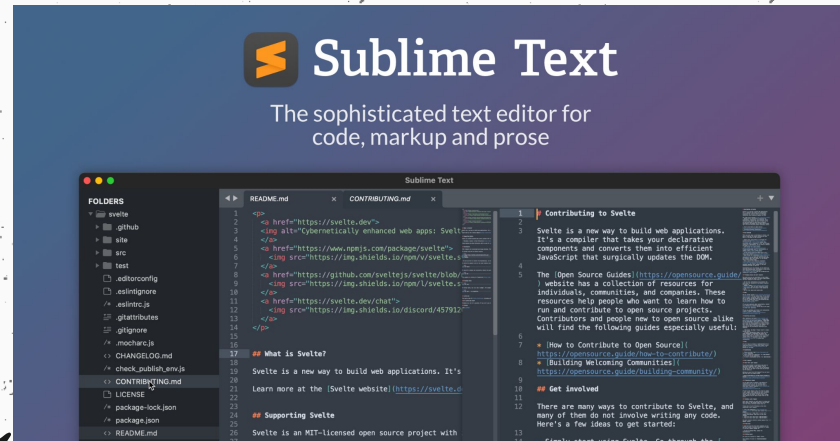 Sublime Text
The sophisticated text editor for
code, markup and prose
Sublime Text
FOLDERS
svelte
.github
site
src
test
.editorconfig
.eslintignore
.eslintrc.js
.gitattributes
.gitignore
.mocharc.js
CHANGELOG.md
check_publish_env.js
CONTRIBUTING.md
LICENSE
package-lock.json
package.json
README.md
README.md
CONTRIBUTING.md
1 <p>
2 <a href="https://svelte.dev">
3 <img alt="Cybernetically enhanced web apps: Svelt
4 </a>
5 <a href="https://www.npmjs.com/package/svelte">
6 <img src="https://img.shields.io/npm/v/svelte.s
7 </a>
8 <a href="https://github.com/sveltejs/svelte/blob/
9 <img src="https://img.shields.io/npm/l/svelte.s
10 </a>
11 <a href="https://svelte.dev/chat">
12 <img src="https://img.shields.io/discord/457912
13 </a>
14 </p>
15
16
17 ## What is Svelte?
18
19 Svelte is a new way to build web applications. It's
20
21 Learn more at the [Svelte website](https://svelte.d
22
23
24 ## Supporting Svelte
25
26 Svelte is an MIT-licensed open source project with
1 # Contributing to Svelte
2
3 Svelte is a new way to build web applications.
It's a compiler that takes your declarative
components and converts them into efficient
JavaScript that surgically updates the DOM.
4
5 The [Open Source Guides](https://opensource.guide/
) website has a collection of resources for
individuals, communities, and companies. These
resources help people who want to learn how to
run and contribute to open source projects.
Contributors and people new to open source alike
will find the following guides especially useful:
6
7 * [How to Contribute to Open Source](
https://opensource.guide/how-to-contribute/)
8 * [Building Welcoming Communities](
https://opensource.guide/building-community/)
9
10 ## Get involved
11
12 There are many ways to contribute to Svelte, and
many of them do not involve writing any code.
Here's a few ideas to get started:
13